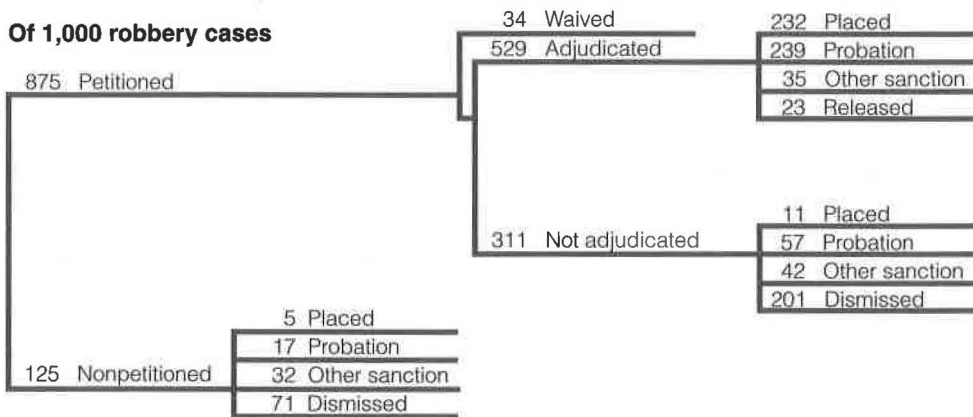 Of 1,000 robbery cases
875 Petitioned
34 Waived
529 Adjudicated
232 Placed
239 Probation
35 Other sanction
23 Released
311 Not adjudicated
11 Placed
57 Probation
42 Other sanction
201 Dismissed
125 Nonpetitioned
5 Placed
17 Probation
32 Other sanction
71 Dismissed